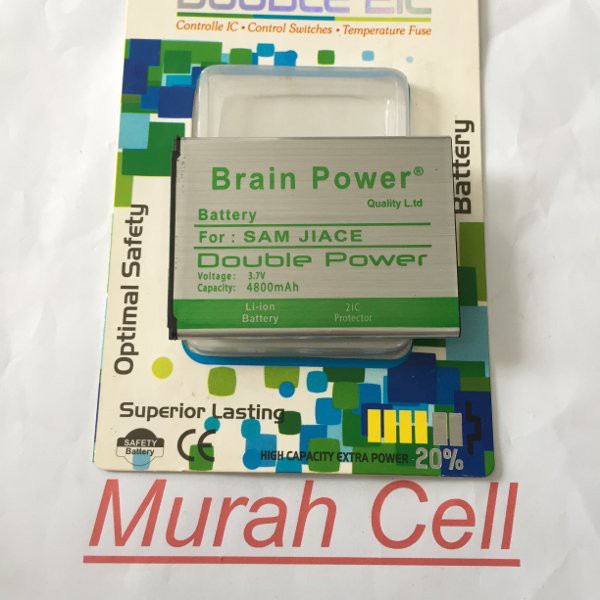 DOUBLE EIC
Controlle IC • Control Switches • Temperature Fuse
Optimal Safety
Battery
Brain Power®
Quality L.td
Battery
For : SAM JIACE
Double Power
Voltage : 3.7V
Capacity: 4800mAh
Li-ion
Battery
2IC
Protector
Superior Lasting
SAFETY
Battery
CE
HIGH CAPACITY EXTRA POWER 20%
Murah Cell